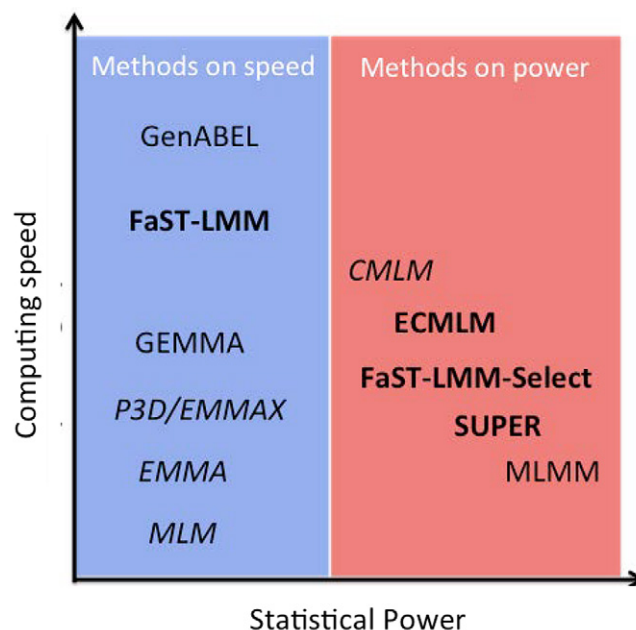 Methods on speed
Methods on power
GenABEL
FaST-LMM
CMLM
ECMLM
GEMMA
FaST-LMM-Select
P3D/EMMAX
SUPER
EMMA
MLMM
MLM
Computing speed
Statistical Power